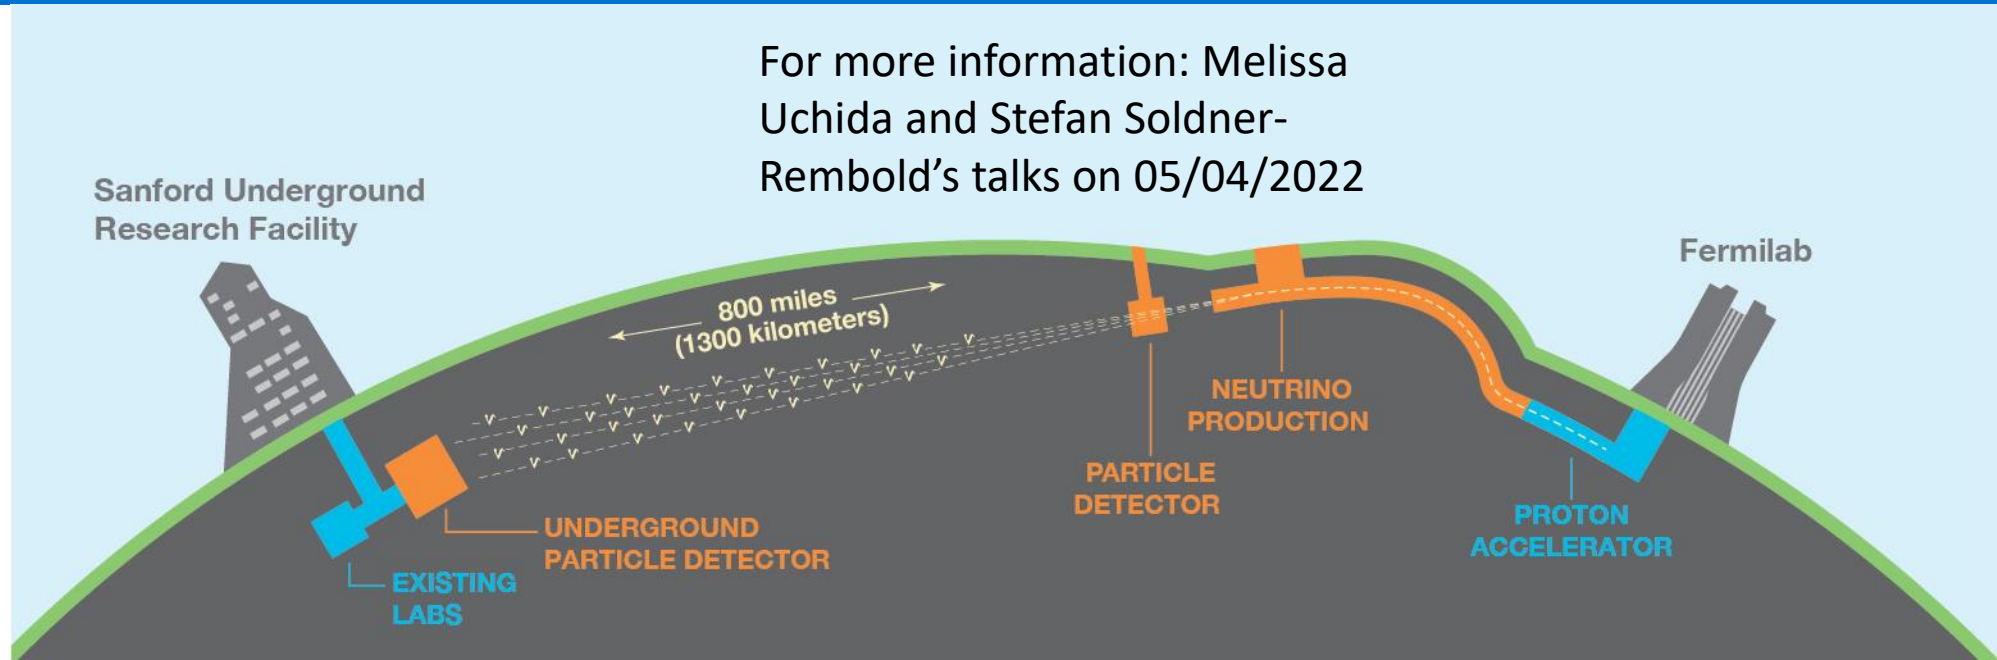 For more information: Melissa
Uchida and Stefan Soldner-
Rembold’s talks on 05/04/2022
Sanford Underground
Research Facility
Fermilab
800 miles
(1300 kilometers)
NEUTRINO
PRODUCTION
PARTICLE
DETECTOR
PROTON
ACCELERATOR
UNDERGROUND
PARTICLE DETECTOR
EXISTING
LABS